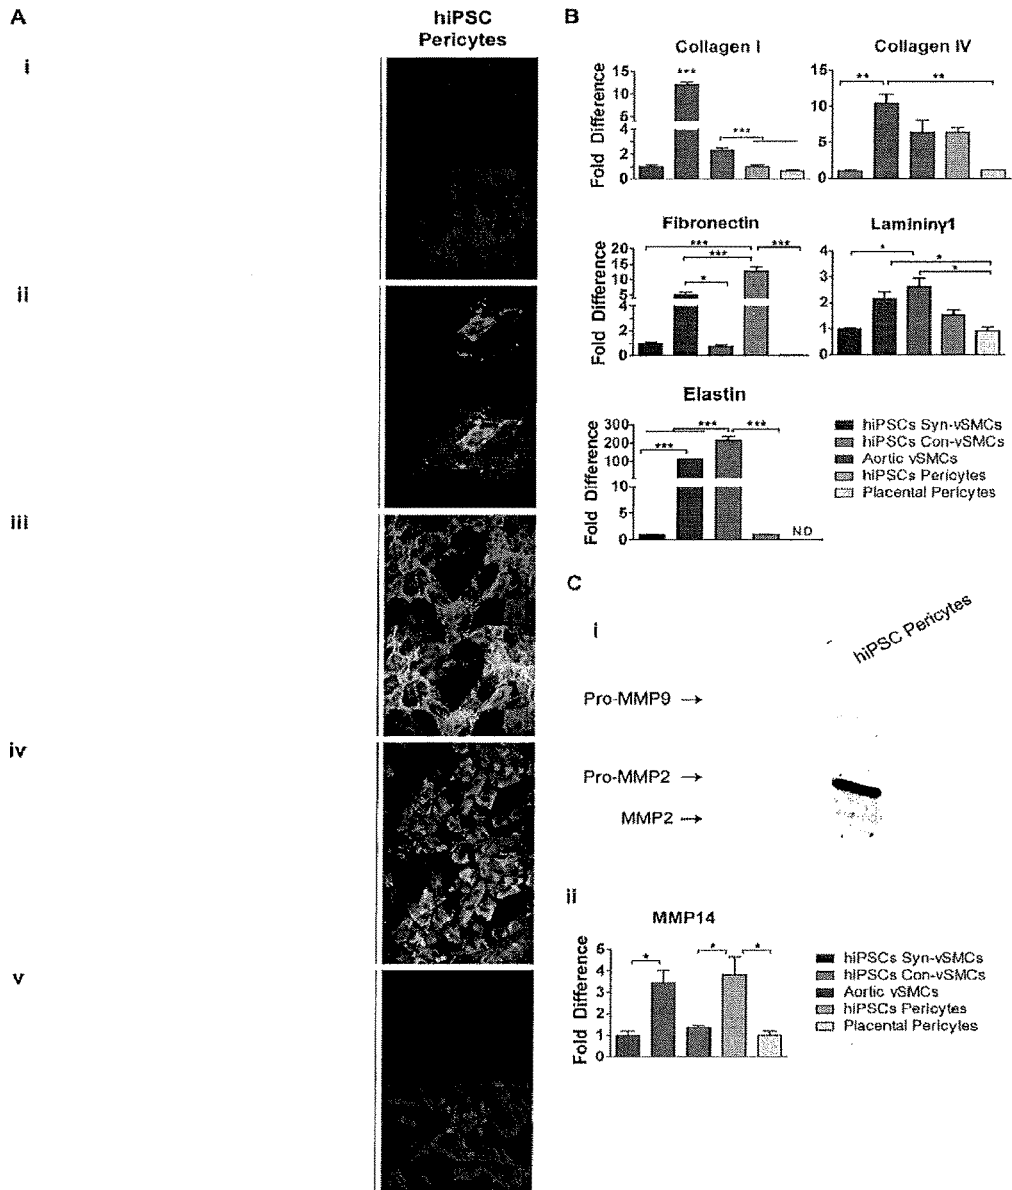 A
hiPSC
Pericytes
i
ii
iii
iv
v
B
Collagen I
Fold Difference
15
10
5
4
2
0
***
***
Collagen IV
15
10
5
0
**
**
Fibronectin
Fold Difference
20
15
10
5
4
2
0
***
***
***
*
Lamininγ1
4
3
2
1
0
*
*
*
Elastin
Fold Difference
300
200
100
10
5
0
***
***
***
ND
hiPSCs Syn-vSMCs
hiPSCs Con-vSMCs
Aortic vSMCs
hiPSCs Pericytes
Placental Pericytes
C
i
hiPSC Pericytes
Pro-MMP9 →
Pro-MMP2 →
MMP2 →
ii
MMP14
Fold Difference
5
4
3
2
1
0
*
*
*
hiPSCs Syn-vSMCs
hiPSCs Con-vSMCs
Aortic vSMCs
hiPSCs Pericytes
Placental Pericytes